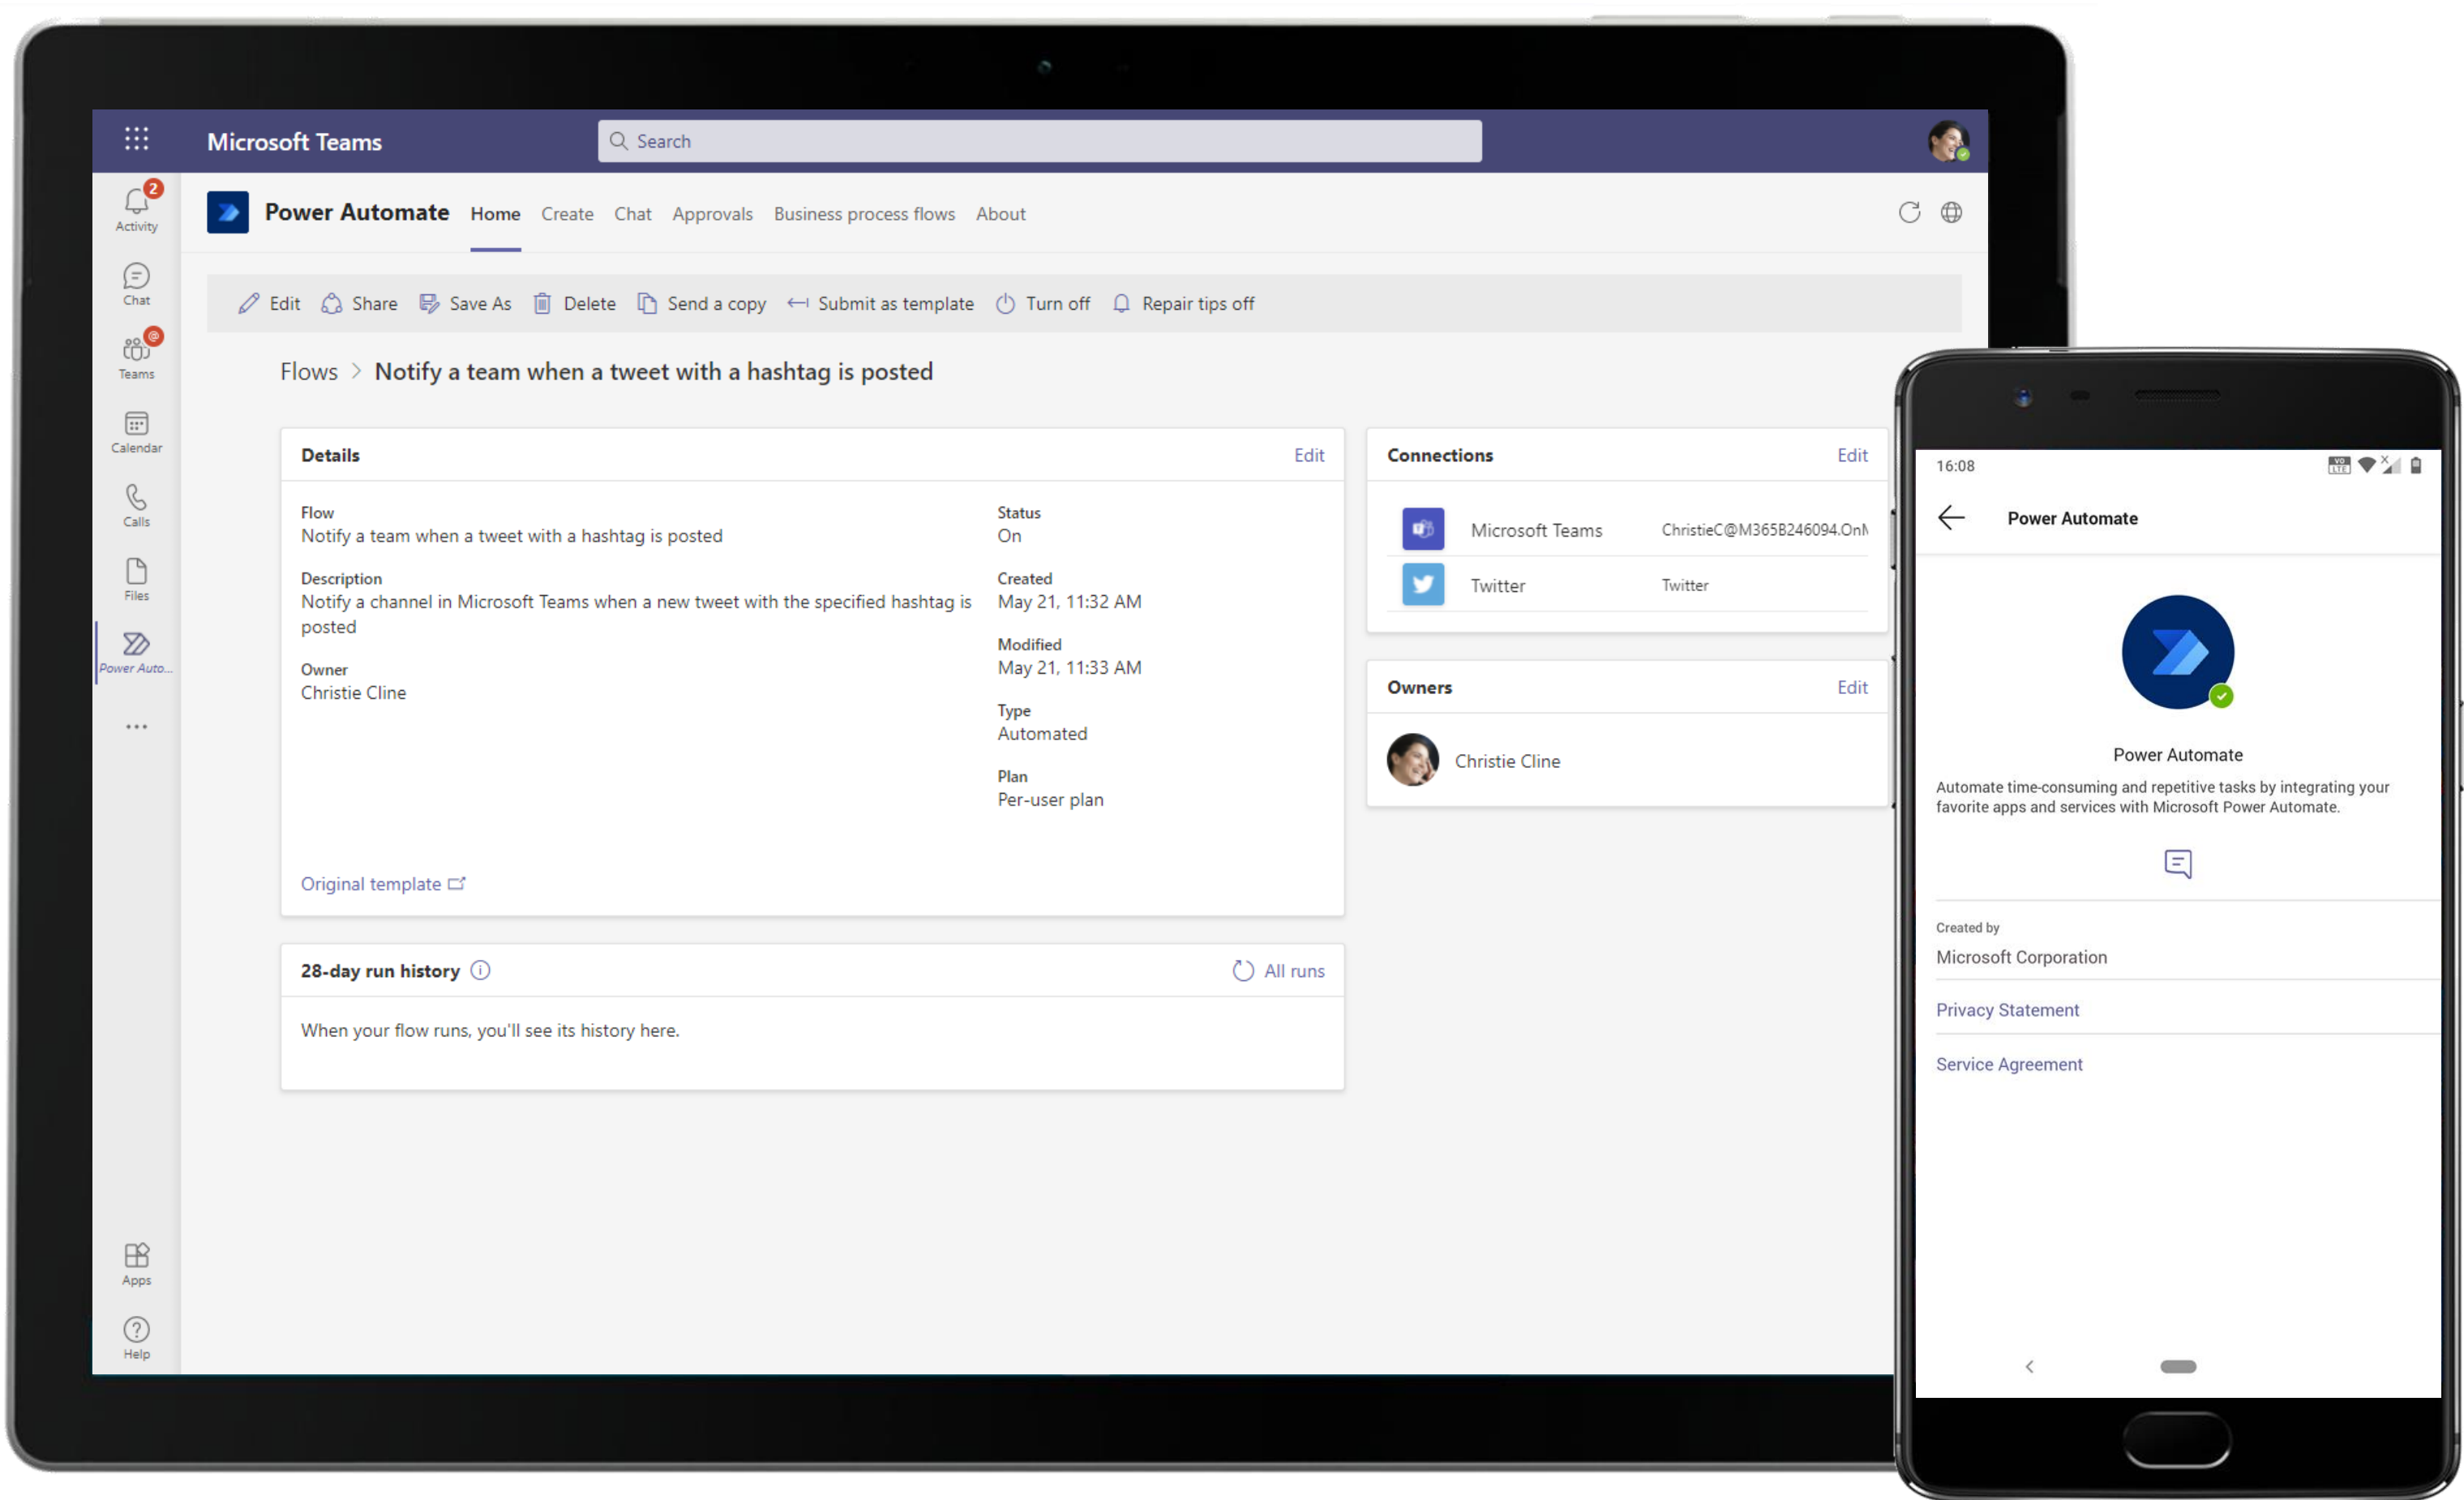 Microsoft Teams
Search
2
Activity
Chat
@
Teams
Calendar
Calls
Files
Power Auto...
Apps
Help
Power Automate Home Create Chat Approvals Business process flows About
Edit Share Save As Delete Send a copy Submit as template Turn off Repair tips off
Flows > Notify a team when a tweet with a hashtag is posted
Details Edit
Flow
Notify a team when a tweet with a hashtag is posted
Description
Notify a channel in Microsoft Teams when a new tweet with the specified hashtag is
posted
Owner
Christie Cline
Status
On
Created
May 21, 11:32 AM
Modified
May 21, 11:33 AM
Type
Automated
Plan
Per-user plan
Original template
28-day run history All runs
When your flow runs, you'll see its history here.
Connections Edit
Microsoft Teams ChristieC@M365B246094.On
Twitter Twitter
Owners Edit
Christie Cline
16:08 VO LTE
Power Automate
Power Automate
Automate time-consuming and repetitive tasks by integrating your
favorite apps and services with Microsoft Power Automate.
Created by
Microsoft Corporation
Privacy Statement
Service Agreement